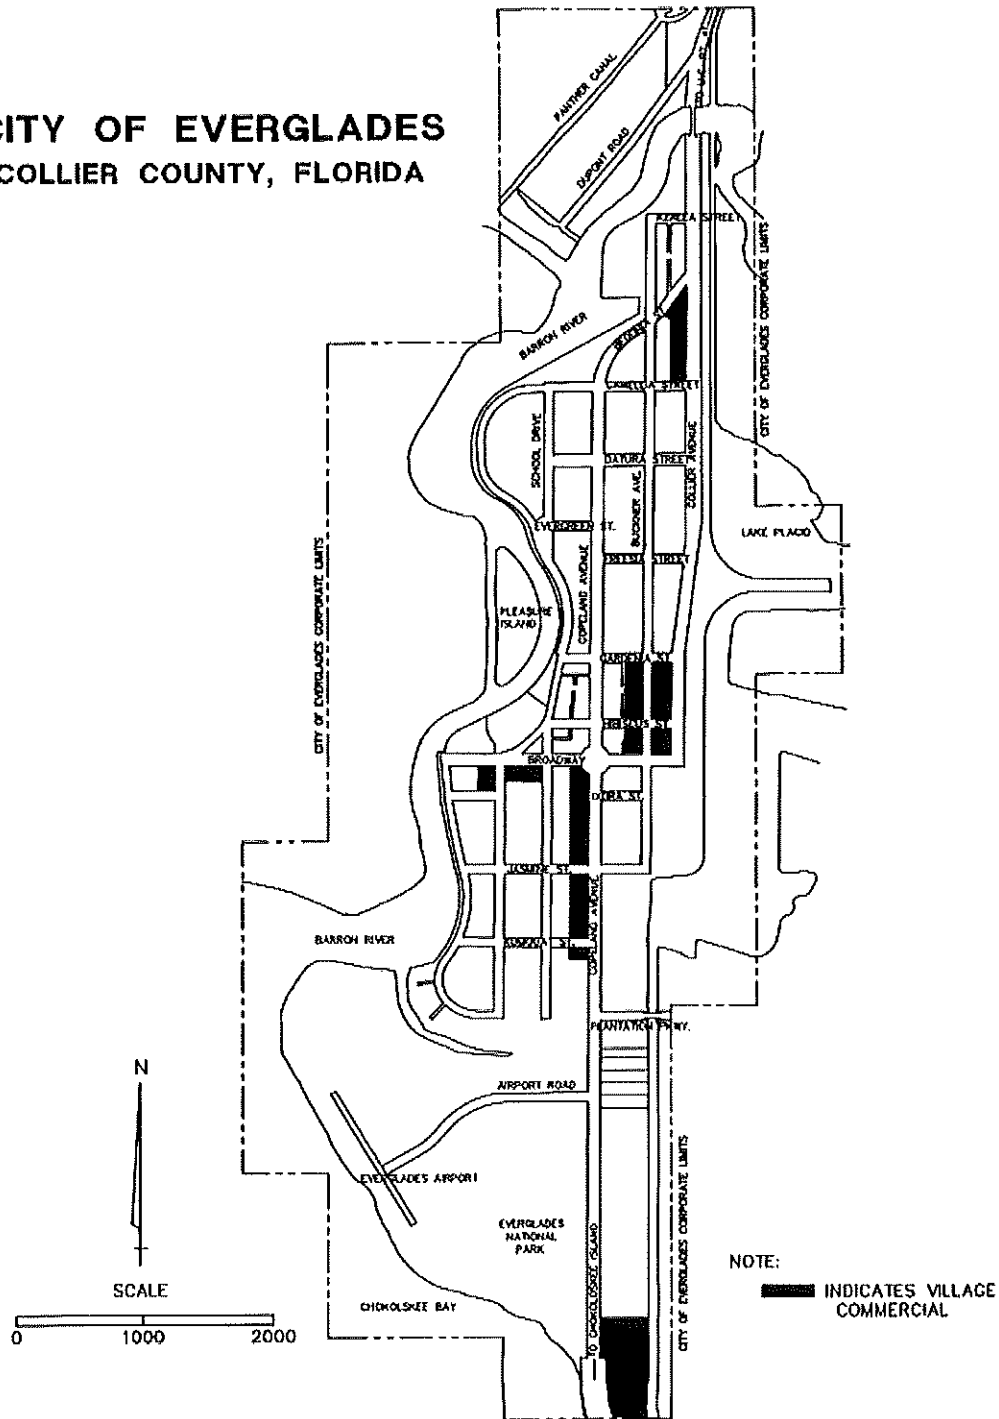 CITY OF EVERGLADES
COLLIER COUNTY, FLORIDA
PANTHER CANAL
DUPONT ROAD
TO U.S. RT. 41
AZALEA STREET
CITY OF EVERGLADES CORPORATE LIMITS
BARRON RIVER
BEGONIA ST.
CAMELLIA STREET
SCHOOL DRIVE
DATURA STREET
BUCKNER AVE.
COLLIER AVENUE
EVERGREEN ST.
LAKE PLACID
FREESIA STREET
COPELAND AVENUE
CITY OF EVERGLADES CORPORATE LIMITS
PLEASURE
ISLAND
GARDENIA ST.
HIBISCUS ST.
BROADWAY
JASMINE ST.
COPELAND AVENUE
BARRON RIVER
PLANTATION PKWY.
N
AIRPORT ROAD
EVERGLADES AIRPORT
EVERGLADES
NATIONAL
PARK
CITY OF EVERGLADES CORPORATE LIMITS
TO CHOKOLOSKEE ISLAND
NOTE:
INDICATES VILLAGE
COMMERCIAL
SCALE
0 1000 2000
CHOKOLSKEE BAY